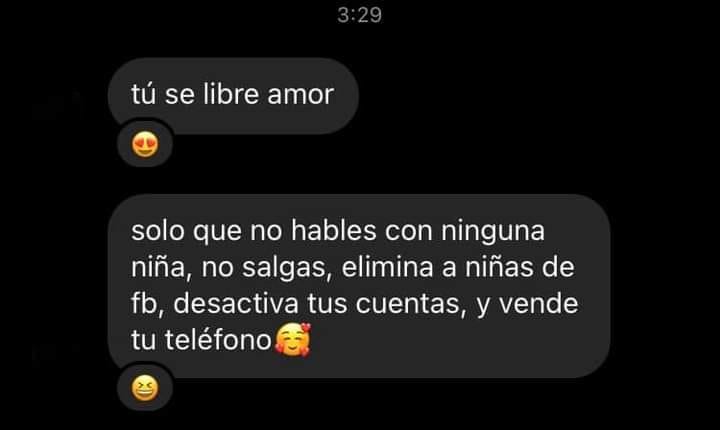 3:29
tú se libre amor
😍
solo que no hables con ninguna
niña, no salgas, elimina a niñas de
fb, desactiva tus cuentas, y vende
tu teléfono🥰
😆